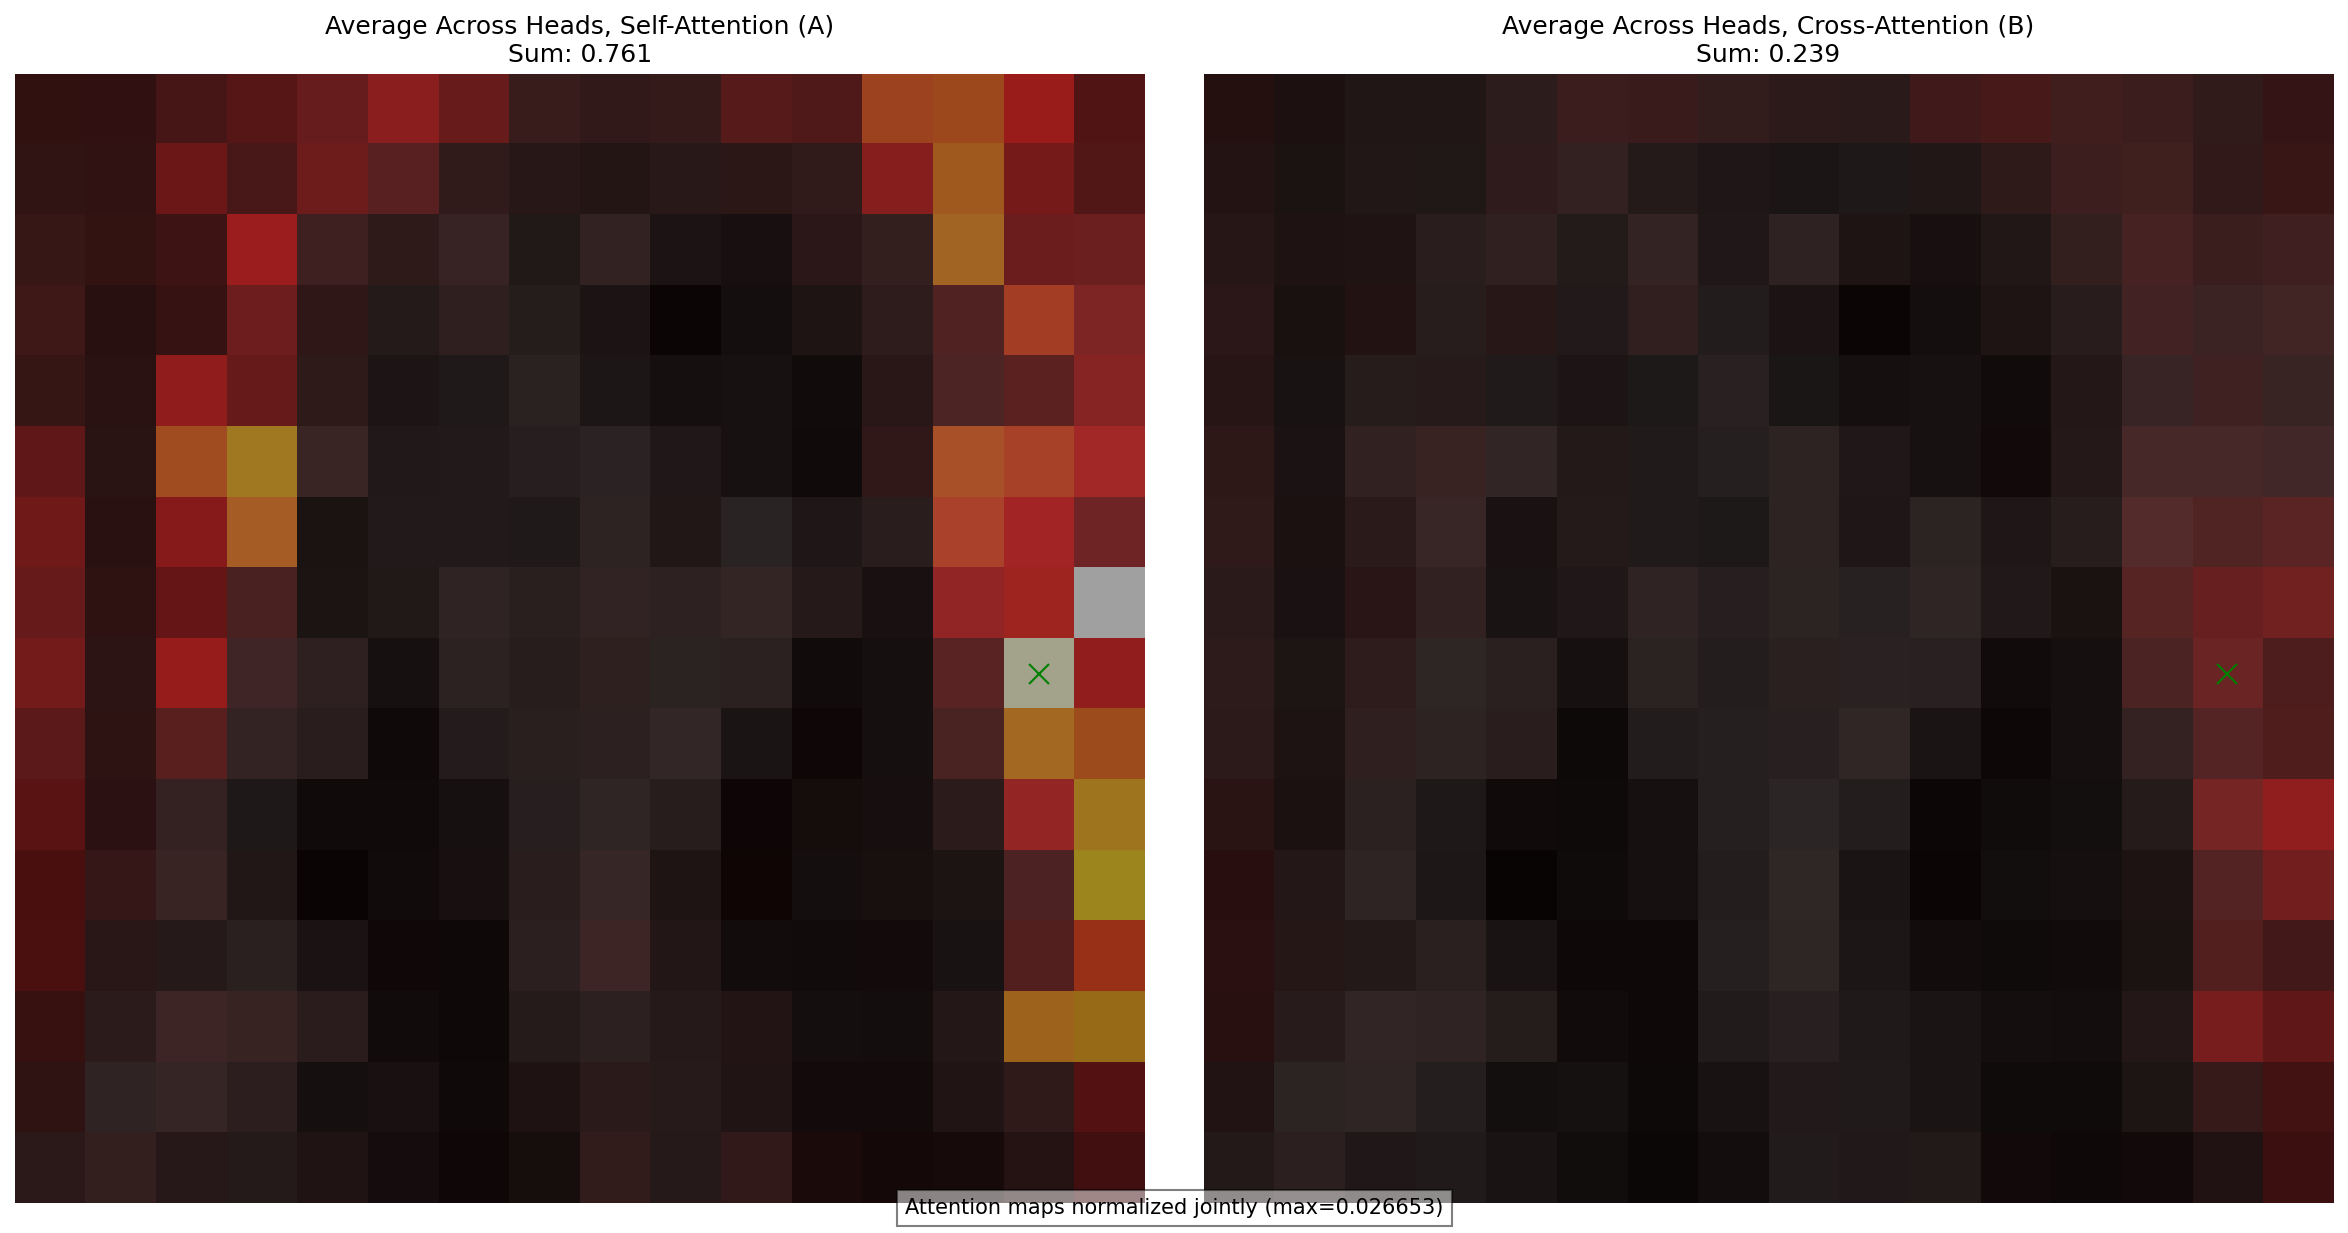 Average Across Heads, Self-Attention (A)
Sum: 0.761
Average Across Heads, Cross-Attention (B)
Sum: 0.239
Attention maps normalized jointly (max=0.026653)